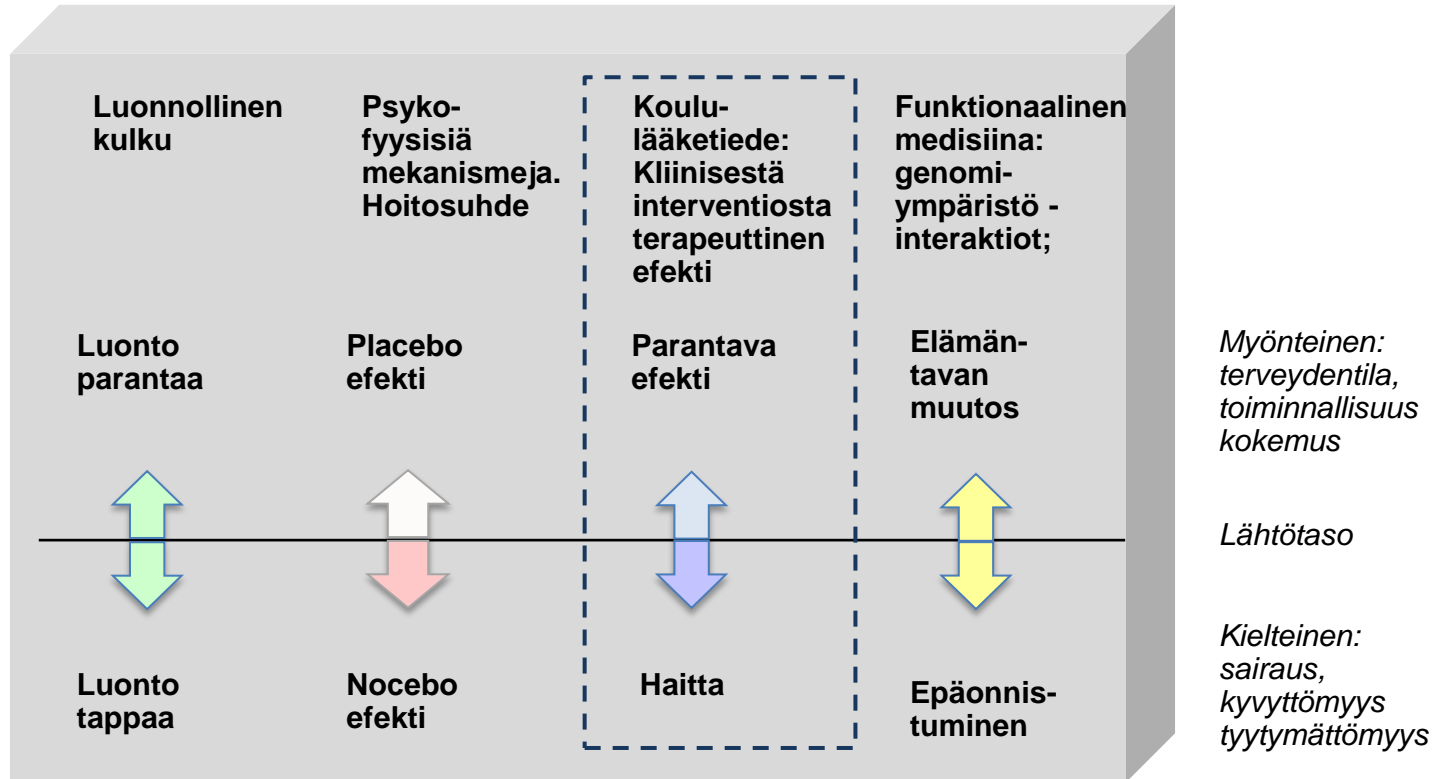 Luonnollinen
kulku
Psyko-
fyysisiä
mekanismeja.
Hoitosuhde
Koulu-
lääketiede:
Kliinisestä
interventiosta
terapeuttinen
efekti
Funktionaalinen
medisiina:
genomi-
ympäristö -
interaktiot;
Luonto
parantaa
Placebo
efekti
Parantava
efekti
Elämän-
tavan
muutos
Myönteinen:
terveydentila,
toiminnallisuus
kokemus
Lähtötaso
Luonto
tappaa
Nocebo
efekti
Haitta
Epäonnis-
tuminen
Kielteinen:
sairaus,
kyvyttömyys
tyytymättömyys